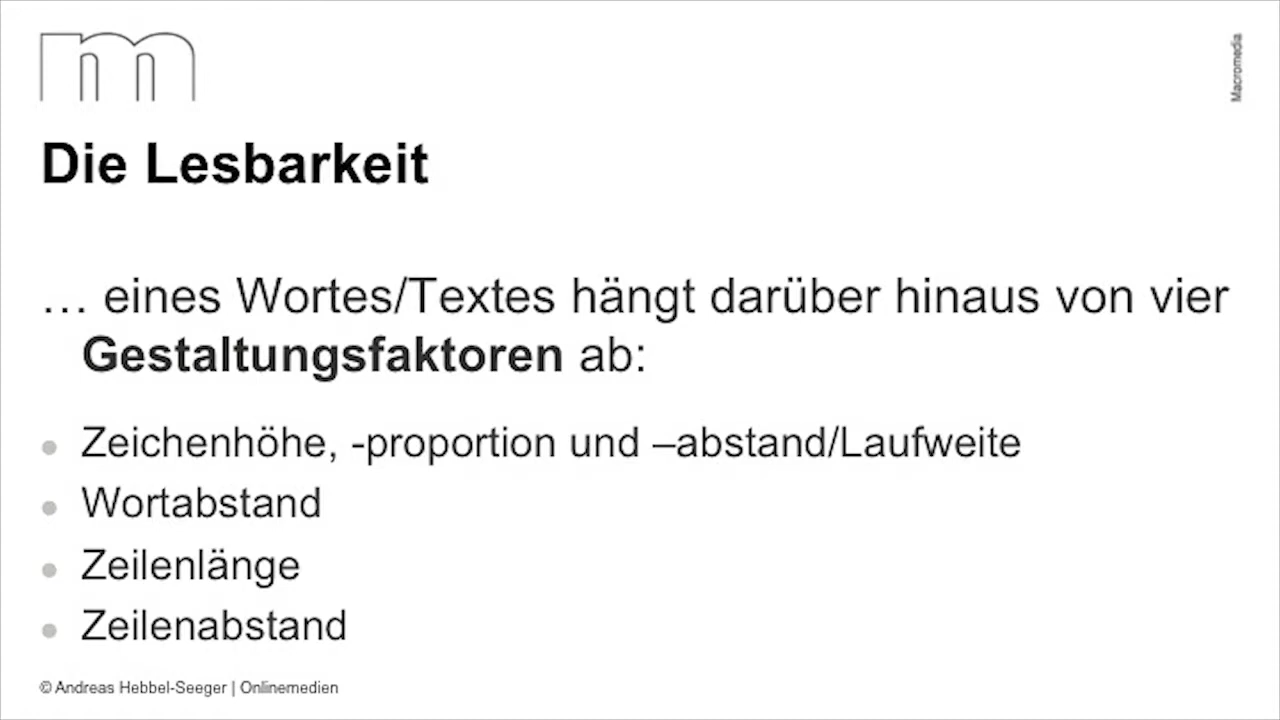 Macromedia
Die Lesbarkeit
… eines Wortes/Textes hängt darüber hinaus von vier
Gestaltungsfaktoren ab:
Zeichenhöhe, -proportion und –abstand/Laufweite
Wortabstand
Zeilenlänge
Zeilenabstand
© Andreas Hebbel-Seeger | Onlinemedien